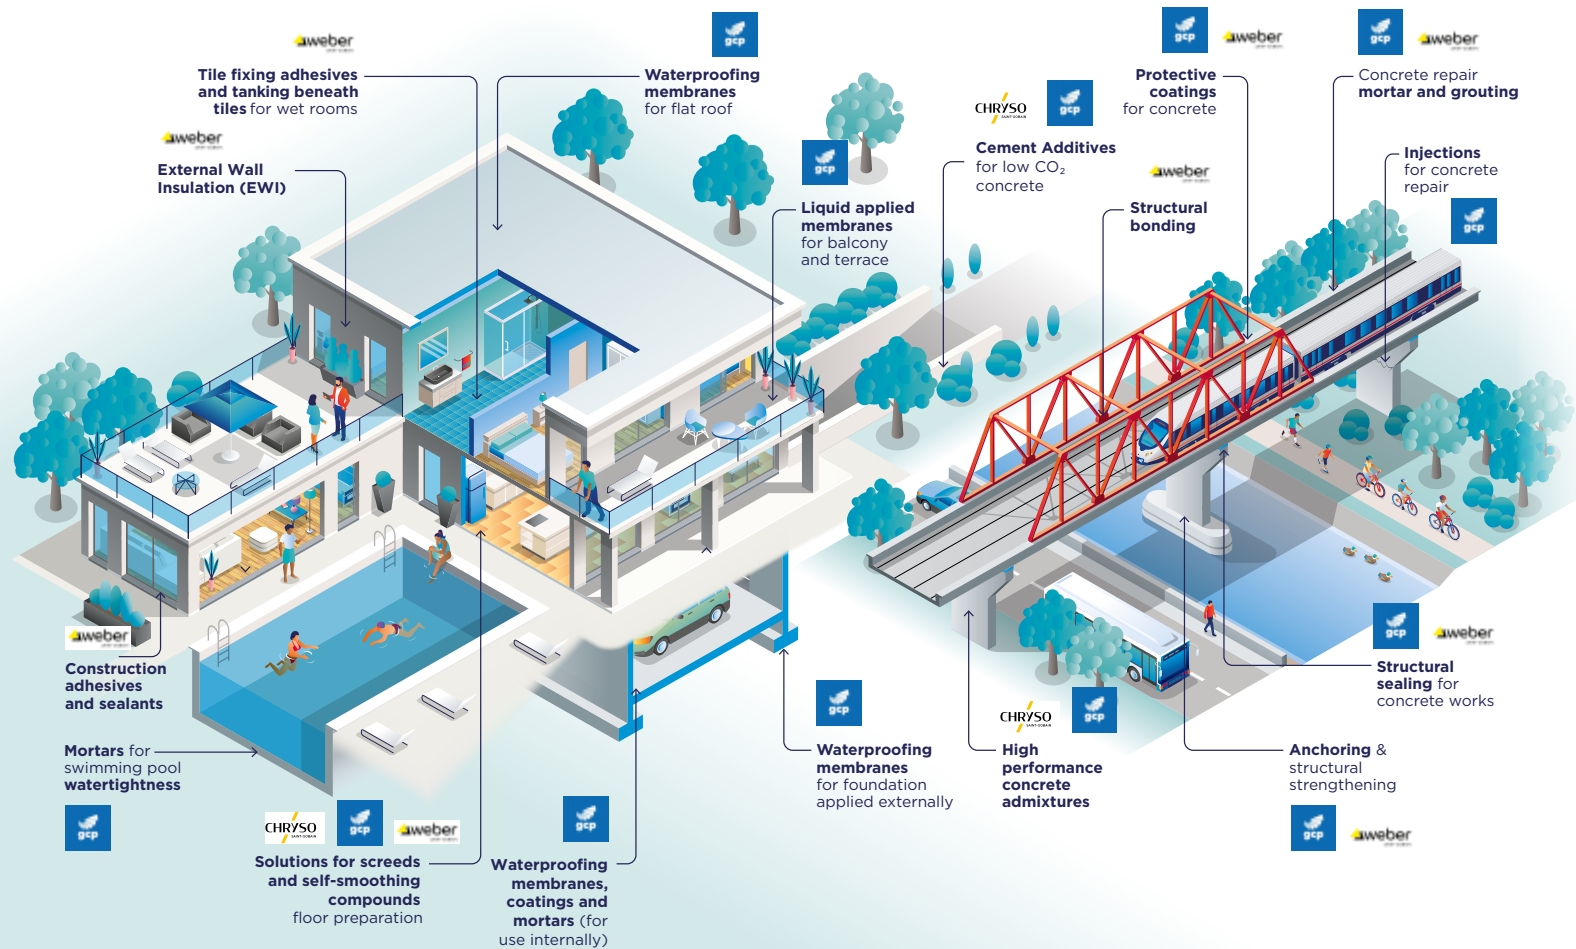 weber
Tile fixing adhesives
and tanking beneath
tiles for wet rooms
gcp
Waterproofing
membranes
for flat roof
weber
External Wall
Insulation (EWI)
gcp
Liquid applied
membranes
for balcony
and terrace
CHRYSO
SAINT-GOBAIN
gcp
Cement Additives
for low CO₂
concrete
gcp
weber
Protective
coatings
for concrete
gcp
weber
Concrete repair
mortar and grouting
weber
Structural
bonding
Injections
for concrete
repair
gcp
weber
Construction
adhesives
and sealants
Mortars for
swimming pool
watertightness
gcp
CHRYSO
SAINT-GOBAIN
gcp
weber
Solutions for screeds
and self-smoothing
compounds
floor preparation
gcp
Waterproofing
membranes,
coatings and
mortars (for
use internally)
gcp
Waterproofing
membranes
for foundation
applied externally
CHRYSO
SAINT-GOBAIN
gcp
High
performance
concrete
admixtures
gcp
weber
Structural
sealing for
concrete works
Anchoring &
structural
strengthening
gcp
weber